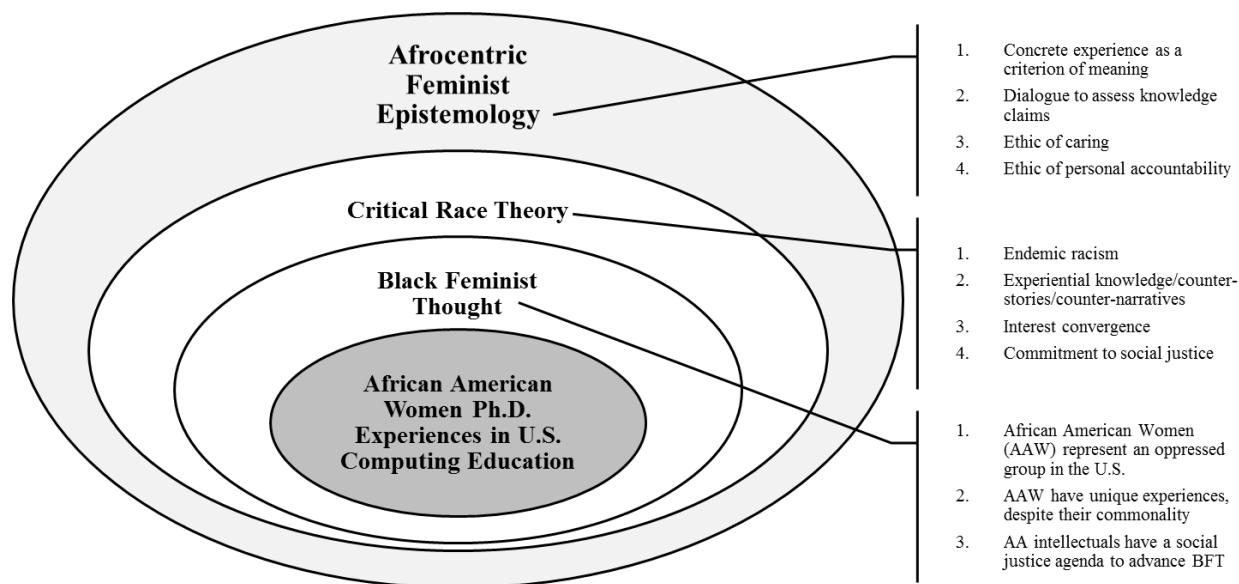 Afrocentric
Feminist
Epistemology
Critical Race Theory
Black Feminist
Thought
African American
Women Ph.D.
Experiences in U.S.
Computing Education
1. Concrete experience as a
criterion of meaning
2. Dialogue to assess knowledge
claims
3. Ethic of caring
4. Ethic of personal accountability
1. Endemic racism
2. Experiential knowledge/counter-
stories/counter-narratives
3. Interest convergence
4. Commitment to social justice
1. African American Women
(AAW) represent an oppressed
group in the U.S.
2. AAW have unique experiences,
despite their commonality
3. AA intellectuals have a social
justice agenda to advance BFT